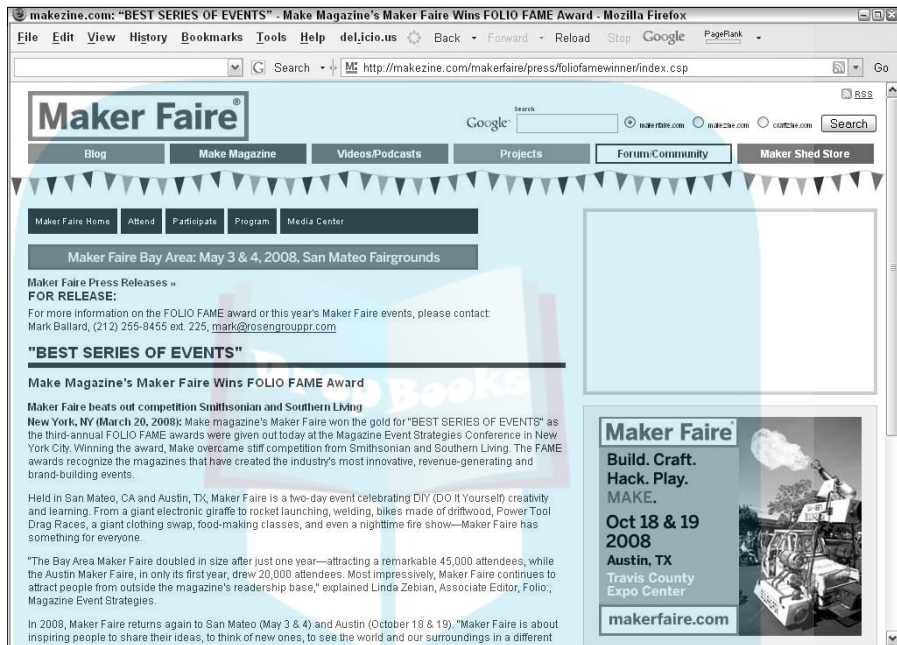 makezine.com: "BEST SERIES OF EVENTS" - Make Magazine's Maker Faire Wins FOLIO FAME Award - Mozilla Firefox
File Edit View History Bookmarks Tools Help del.icio.us Back Forward Reload Stop Google PageRank
G Search M: http://makezine.com/makerfaire/press/foliofamewinner/index.csp Go
RSS
Maker Faire®
Search
Google makerfaire.com makezine.com craftzine.com Search
Blog Make Magazine Videos/Podcasts Projects Forum/Community Maker Shed Store
Maker Faire Home Attend Participate Program Media Center
Maker Faire Bay Area: May 3 & 4, 2008, San Mateo Fairgrounds
Maker Faire Press Releases »
FOR RELEASE:
For more information on the FOLIO FAME award or this year's Maker Faire events, please contact:
Mark Ballard, (212) 255-8455 ext. 225, mark@rosengrouppr.com
"BEST SERIES OF EVENTS"
Make Magazine's Maker Faire Wins FOLIO FAME Award
Maker Faire beats out competition Smithsonian and Southern Living
New York, NY (March 20, 2008): Make magazine's Maker Faire won the gold for "BEST SERIES OF EVENTS" as
the third-annual FOLIO FAME awards were given out today at the Magazine Event Strategies Conference in New
York City. Winning the award, Make overcame stiff competition from Smithsonian and Southern Living. The FAME
awards recognize the magazines that have created the industry's most innovative, revenue-generating and
brand-building events.
Held in San Mateo, CA and Austin, TX, Maker Faire is a two-day event celebrating DIY (DO It Yourself) creativity
and learning. From a giant electronic giraffe to rocket launching, welding, bikes made of driftwood, Power Tool
Drag Races, a giant clothing swap, food-making classes, and even a nighttime fire show—Maker Faire has
something for everyone.
"The Bay Area Maker Faire doubled in size after just one year—attracting a remarkable 45,000 attendees, while
the Austin Maker Faire, in only its first year, drew 20,000 attendees. Most impressively, Maker Faire continues to
attract people from outside the magazine's readership base," explained Linda Zebian, Associate Editor, Folio:,
Magazine Event Strategies.
In 2008, Maker Faire returns again to San Mateo (May 3 & 4) and Austin (October 18 & 19). "Maker Faire is about
inspiring people to share their ideas, to think of new ones, to see the world and our surroundings in a different
Drop Books
Maker Faire®
Build. Craft.
Hack. Play.
MAKE.
Oct 18 & 19
2008
Austin, TX
Travis County
Expo Center
makerfaire.com